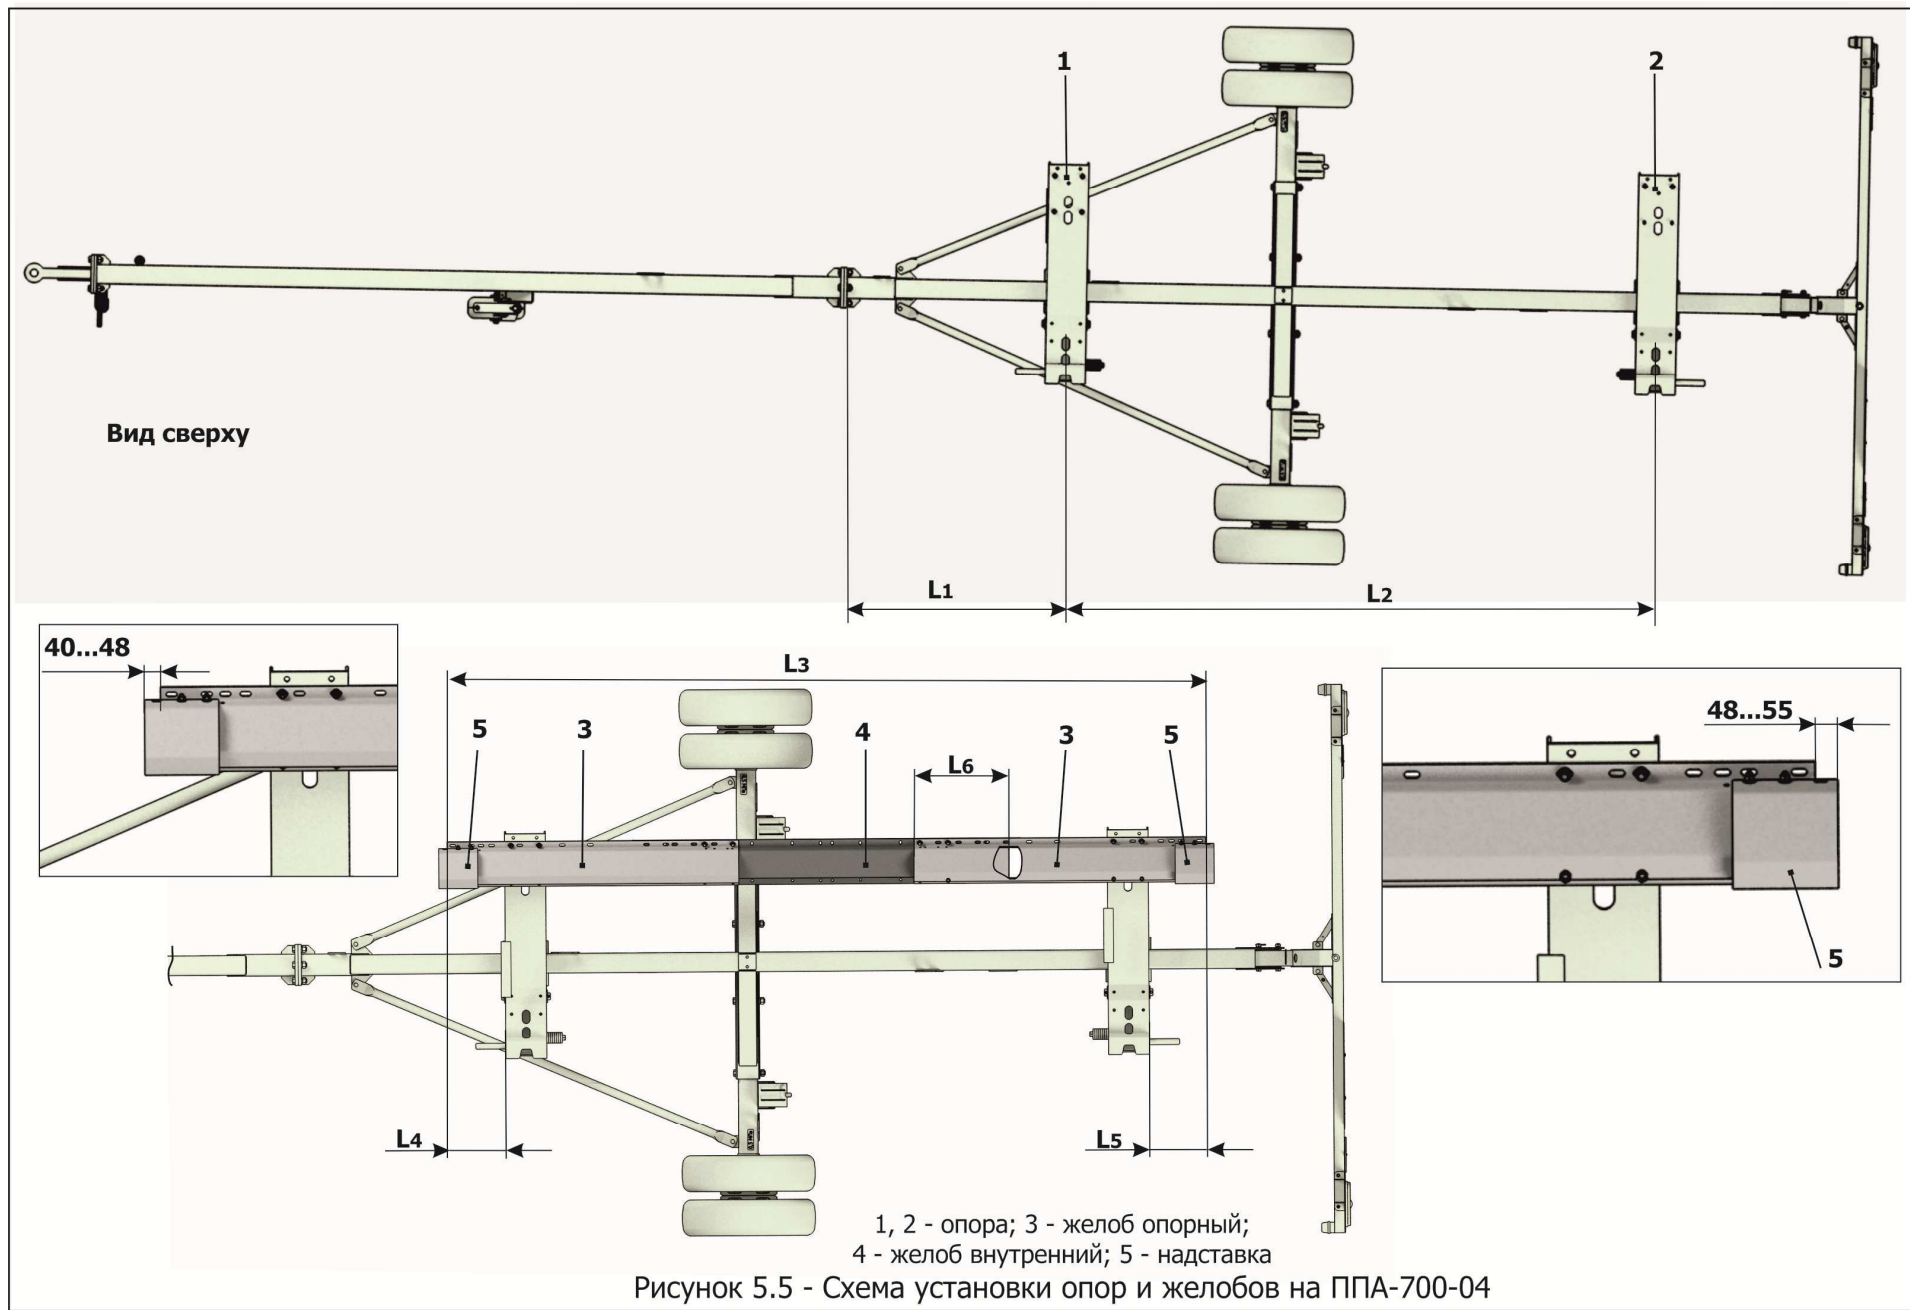 1
2
Вид сверху
L1
L2
40...48
L3
48...55
5
3
4
L6
3
5
5
L4
L5
1, 2 - опора; 3 - желоб опорный;
4 - желоб внутренний; 5 - надставка
Рисунок 5.5 - Схема установки опор и желобов на ППА-700-04